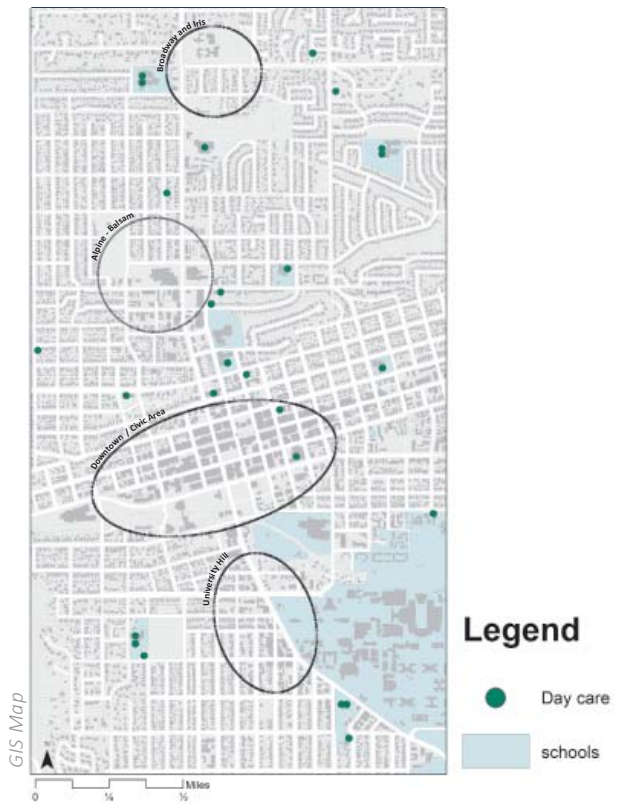 Broadway and Iris
Alpine - Balsam
Downtown / Civic Area
University Hill
GIS Map
Legend
Day care
schools
Miles
0 ¼ ½